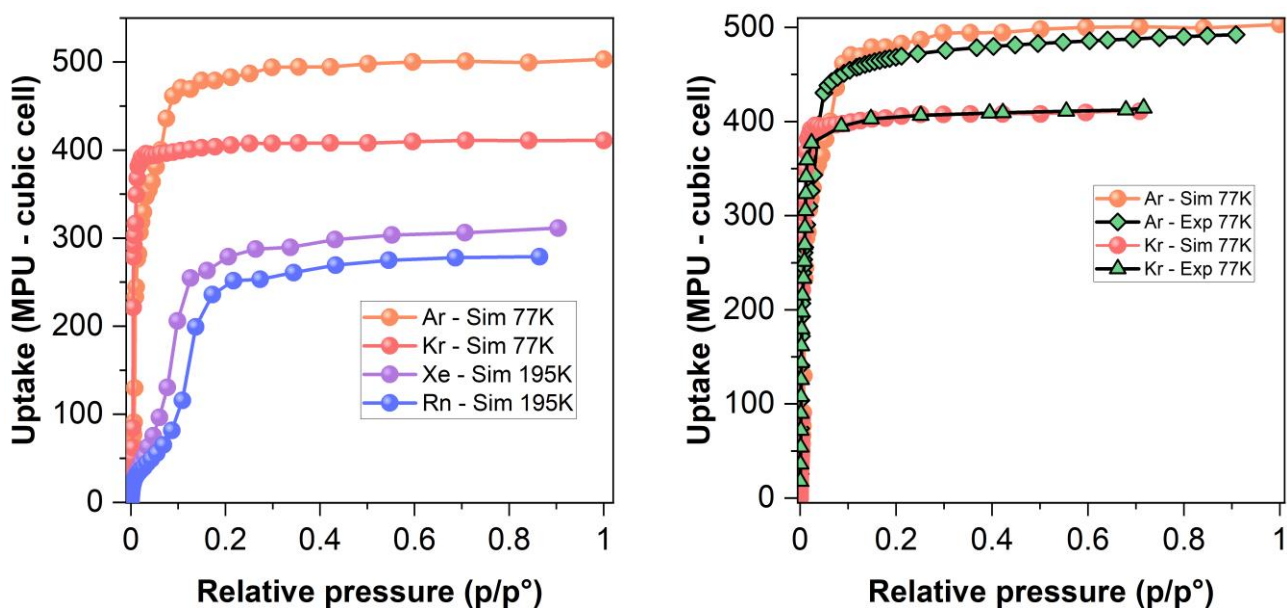 Uptake (MPU - cubic cell)
500
400
300
200
100
0
0
0.2
0.4
0.6
0.8
1
Relative pressure (p/p°)
Ar - Sim 77K
Kr - Sim 77K
Xe - Sim 195K
Rn - Sim 195K
Uptake (MPU - cubic cell)
500
400
300
200
100
0
0
0.2
0.4
0.6
0.8
1
Relative pressure (p/p°)
Ar - Sim 77K
Ar - Exp 77K
Kr - Sim 77K
Kr - Exp 77K